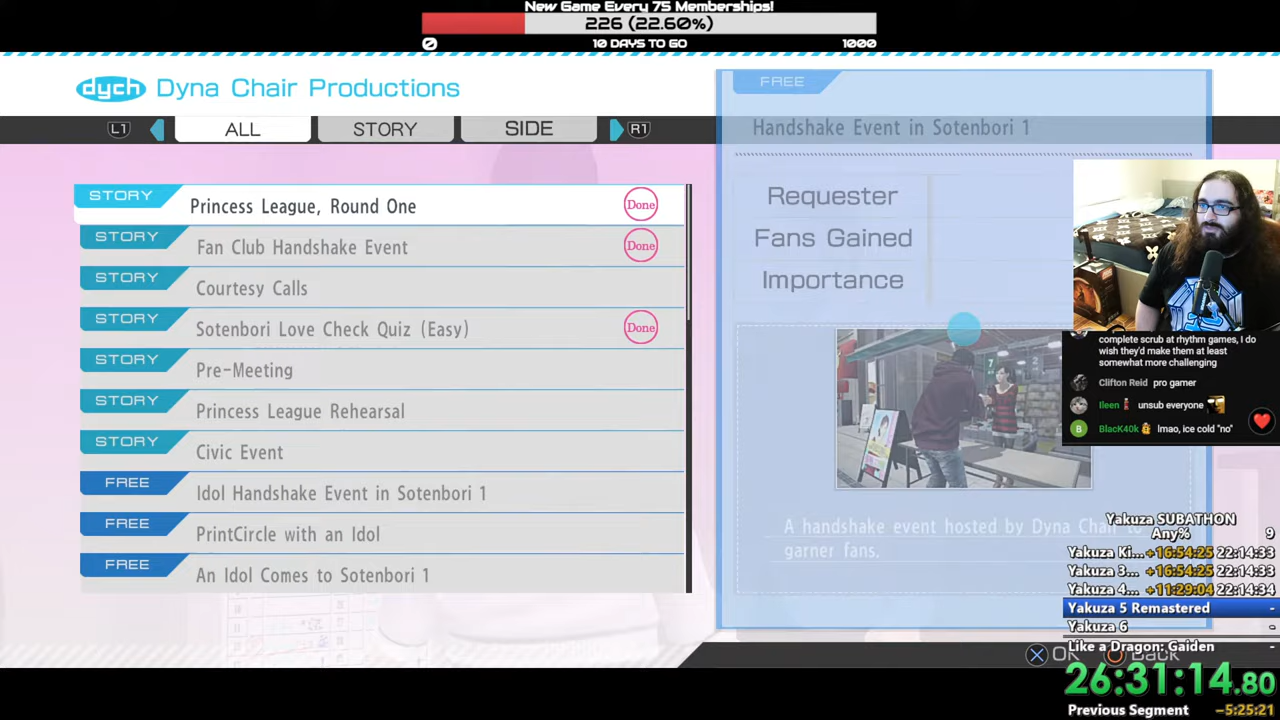 New Game Every 75 Memberships!
226 (22.60%)
0 10 DAYS TO GO 1000
dych Dyna Chair Productions
L1 ALL STORY SIDE R1
STORY Princess League, Round One Done
STORY Fan Club Handshake Event Done
STORY Courtesy Calls
STORY Sotenbori Love Check Quiz (Easy) Done
STORY Pre-Meeting
STORY Princess League Rehearsal
STORY Civic Event
FREE Idol Handshake Event in Sotenbori 1
FREE PrintCircle with an Idol
FREE An Idol Comes to Sotenbori 1
FREE
Handshake Event in Sotenbori 1
Requester
Fans Gained
Importance
A handshake event hosted by Dyna Chair to
garner fans.
OK Back
complete scrub at rhythm games, I do
wish they'd make them at least
somewhat more challenging
Clifton Reid pro gamer
Ileen unsub everyone
B BlacK40k lmao, ice cold "no"
Yakuza SUBATHON
Any% 9
Yakuza Ki... +16:54:25 22:14:33
Yakuza 3... +16:54:25 22:14:33
Yakuza 4... +11:29:04 22:14:34
Yakuza 5 Remastered -
Yakuza 6 -
Like a Dragon: Gaiden -
26:31:14.80
Previous Segment -5:25:21